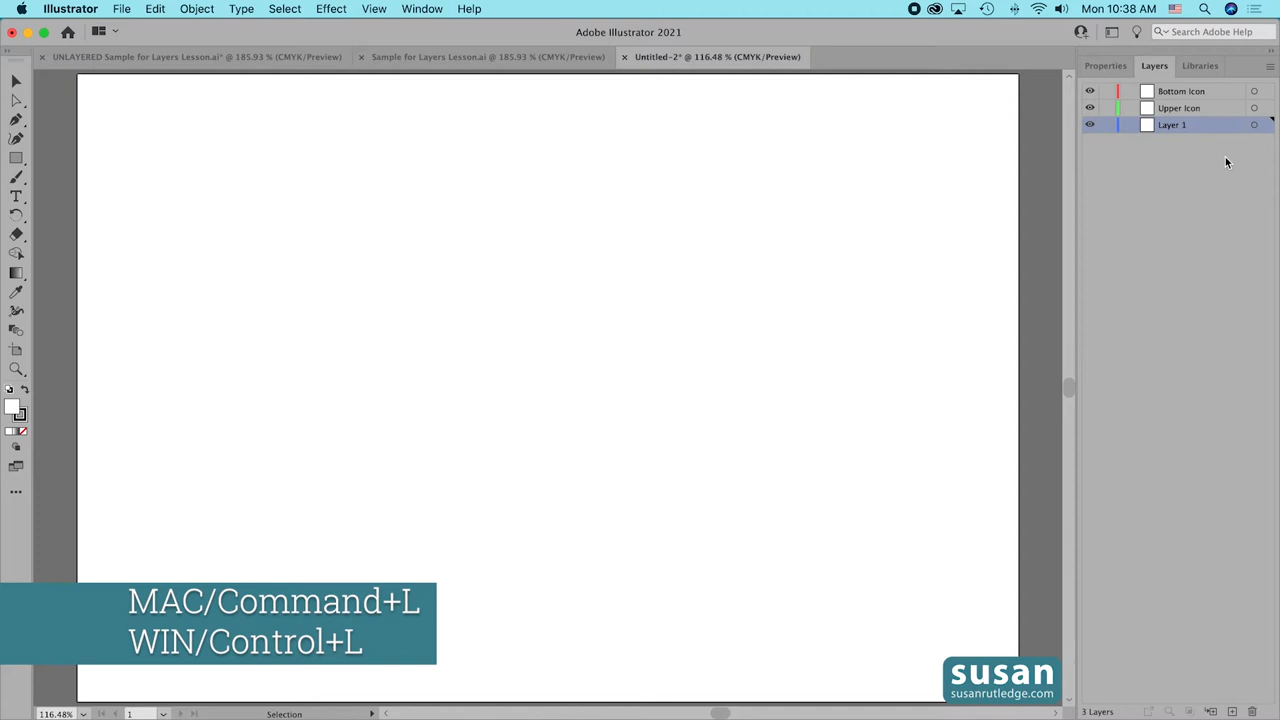 Illustrator File Edit Object Type Select Effect View Window Help Mon 10:38 AM
Adobe Illustrator 2021 Search Adobe Help
UNLAYERED Sample for Layers Lesson.ai* @ 185.93 % (CMYK/Preview) Sample for Layers Lesson.ai @ 185.93 % (CMYK/Preview) Untitled-2* @ 116.48 % (CMYK/Preview)
Properties Layers Libraries
Bottom Icon
Upper Icon
Layer 1
MAC/Command+L
WIN/Control+L
susan
susanrutledge.com
116.48% 1 Selection 3 Layers